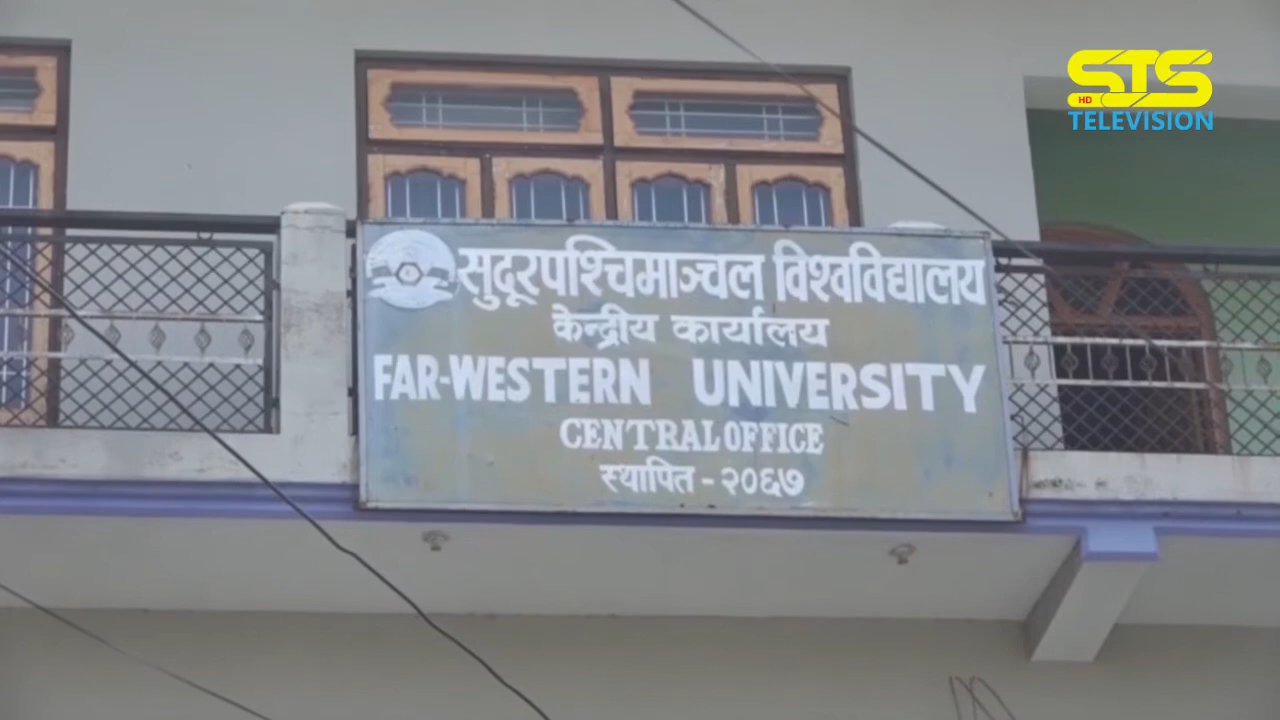 STS
HD
TELEVISION
सुदूरपश्चिमाञ्चल विश्वविद्यालय
केन्द्रीय कार्यालय
FAR-WESTERN UNIVERSITY
CENTRAL OFFICE
स्थापित - २०६७